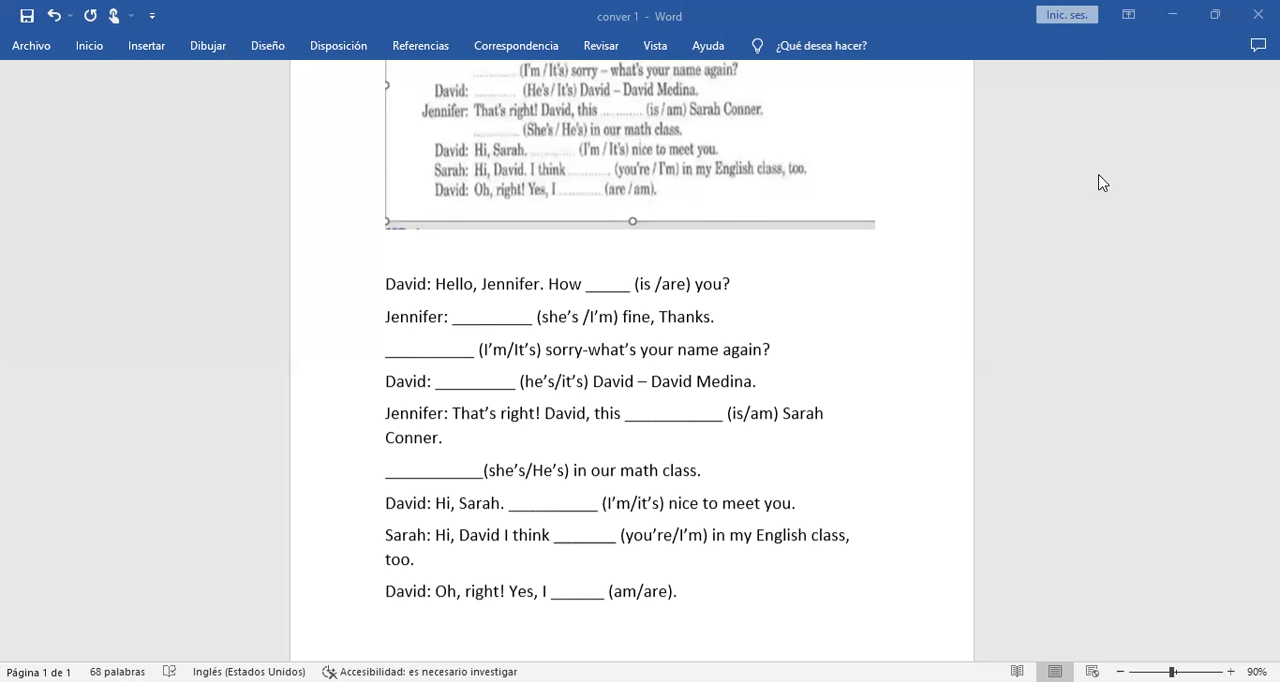 conver 1 - Word
Inic. ses.
Archivo Inicio Insertar Dibujar Diseño Disposición Referencias Correspondencia Revisar Vista Ayuda ¿Qué desea hacer?
............ (I'm / It's) sorry – what's your name again?
David: ............ (He's / It's) David – David Medina.
Jennifer: That's right! David, this ............ (is / am) Sarah Conner.
............ (She's / He's) in our math class.
David: Hi, Sarah. ............ (I'm / It's) nice to meet you.
Sarah: Hi, David. I think ............ (you're / I'm) in my English class, too.
David: Oh, right! Yes, I ............ (are / am).
David: Hello, Jennifer. How _____ (is /are) you?
Jennifer: _________ (she's /I'm) fine, Thanks.
__________ (I'm/It's) sorry-what's your name again?
David: _________ (he's/it's) David – David Medina.
Jennifer: That's right! David, this ___________ (is/am) Sarah
Conner.
___________(she's/He's) in our math class.
David: Hi, Sarah. __________ (I'm/it's) nice to meet you.
Sarah: Hi, David I think _______ (you're/I'm) in my English class,
too.
David: Oh, right! Yes, I ______ (am/are).
Página 1 de 1 68 palabras Inglés (Estados Unidos) Accesibilidad: es necesario investigar 90%